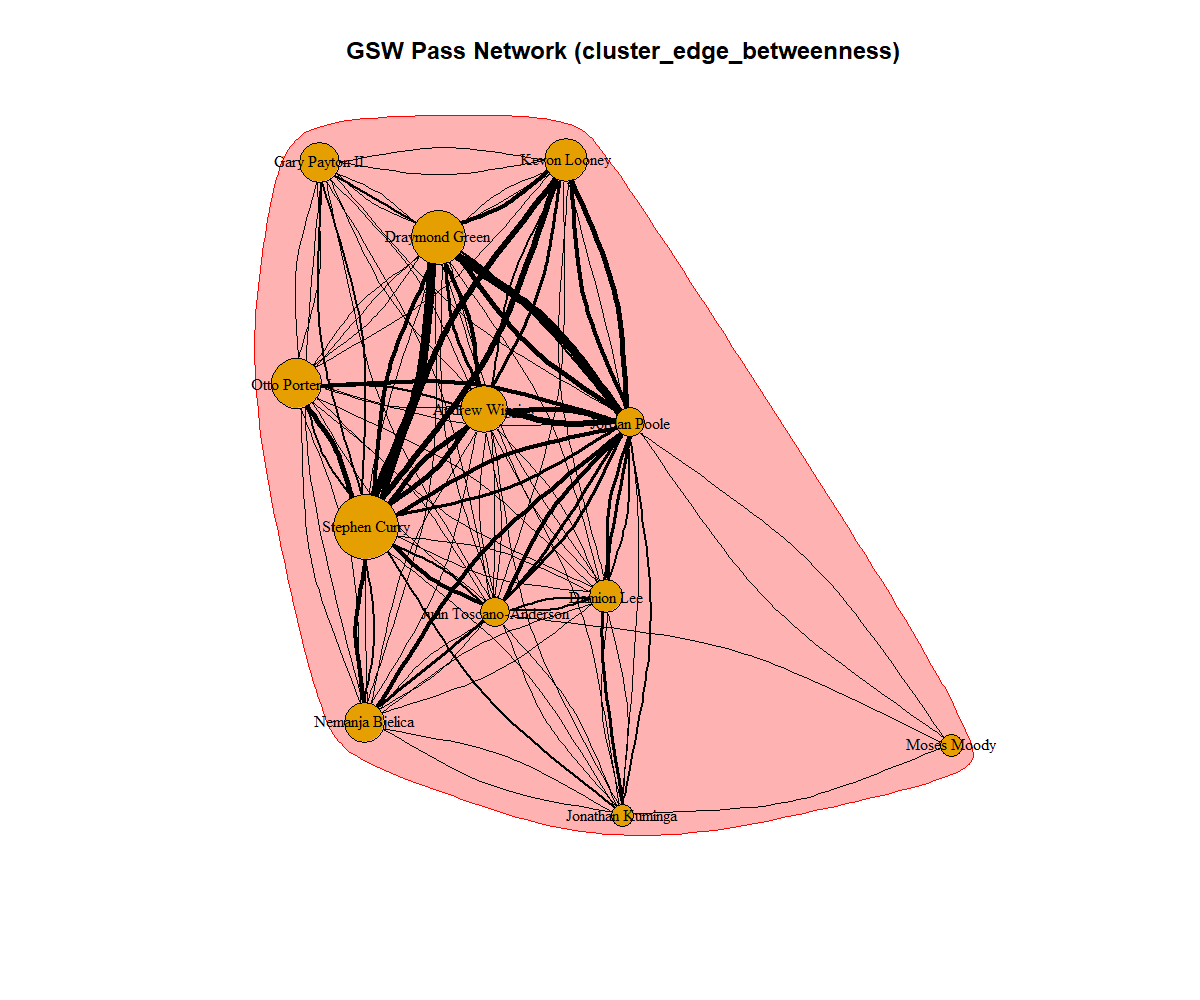 GSW Pass Network (cluster_edge_betweenness)
Gary Payton II
Kevon Looney
Draymond Green
Otto Porter
Andrew Wiggins
Jordan Poole
Stephen Curry
Damion Lee
Juan Toscano-Anderson
Nemanja Bjelica
Moses Moody
Jonathan Kuminga